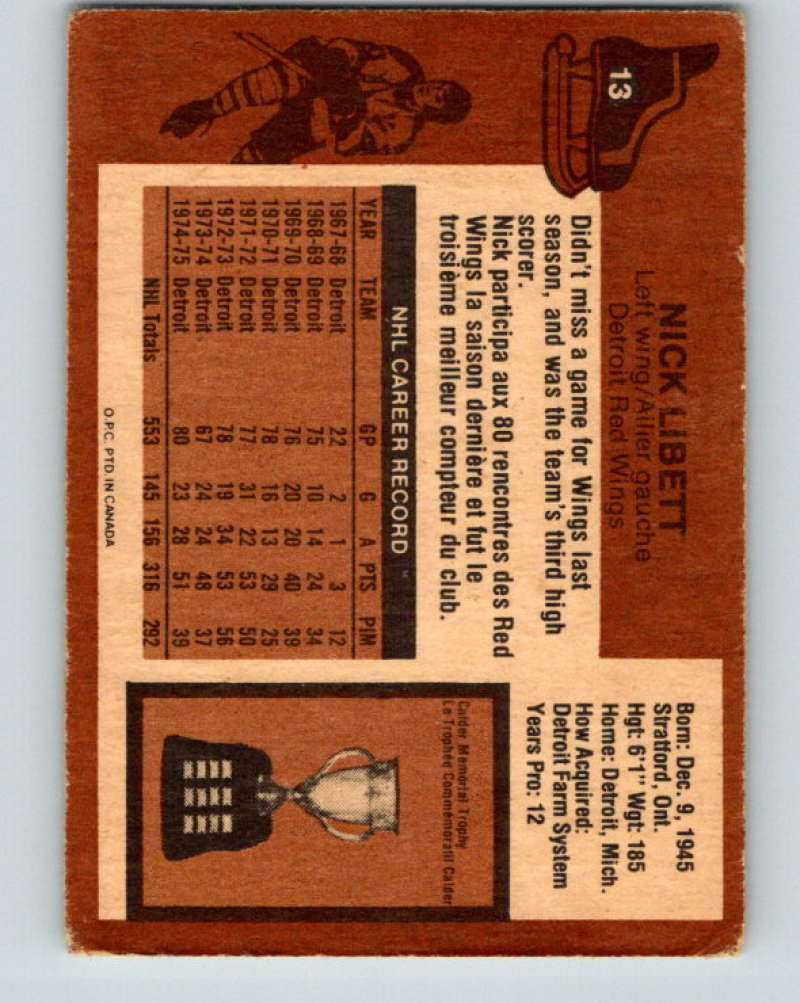 13
NICK LIBETT
Left wing/Ailier gauche
Detroit Red Wings
Born: Dec. 9, 1945
Stratford, Ont.
Hgt: 6'1" Wgt: 185
Home: Detroit, Mich.
How Acquired:
Detroit Farm System
Years Pro: 12
Didn't miss a game for Wings last
season, and was the team's third high
scorer.
Nick participa aux 80 rencontres des Red
Wings la saison dernière et fut le
troisième meilleur compteur du club.
NHL CAREER RECORD
YEAR TEAM GP G A PTS PIM
1967-68 Detroit 22 2 1 3 12
1968-69 Detroit 75 10 14 24 34
1969-70 Detroit 76 20 20 40 39
1970-71 Detroit 78 16 13 29 25
1971-72 Detroit 77 31 22 53 50
1972-73 Detroit 78 19 34 53 56
1973-74 Detroit 67 24 24 48 37
1974-75 Detroit 80 23 28 51 39
NHL Totals 553 145 156 316 292
Calder Memorial Trophy
Le Trophée Commémoratif Calder
O.P.C. PTD. IN CANADA